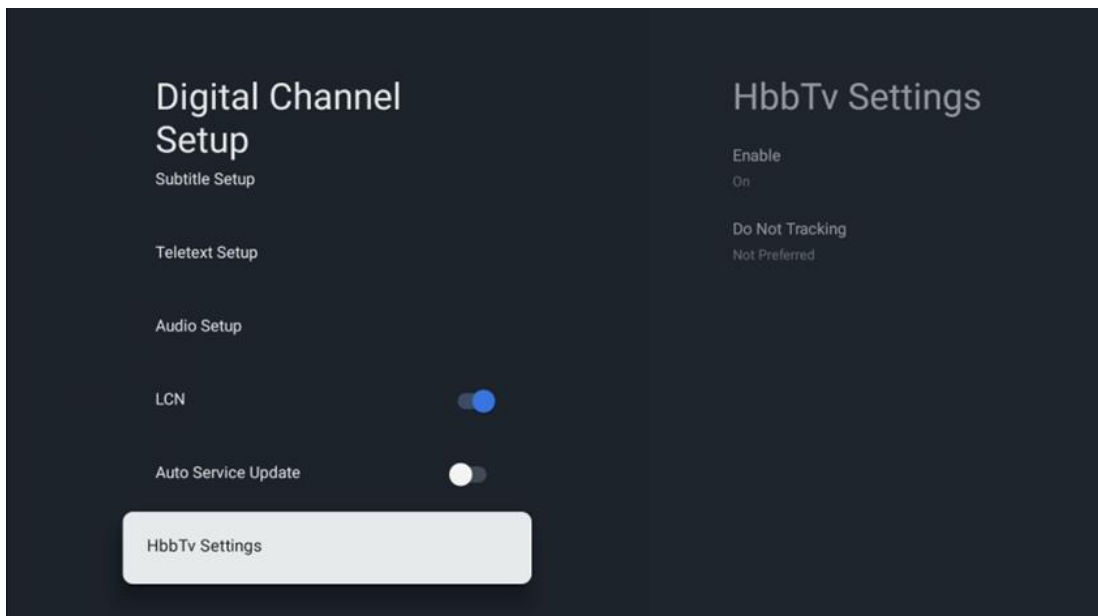 Digital Channel
Setup
Subtitle Setup
Teletext Setup
Audio Setup
LCN
Auto Service Update
HbbTv Settings
HbbTv Settings
Enable
On
Do Not Tracking
Not Preferred